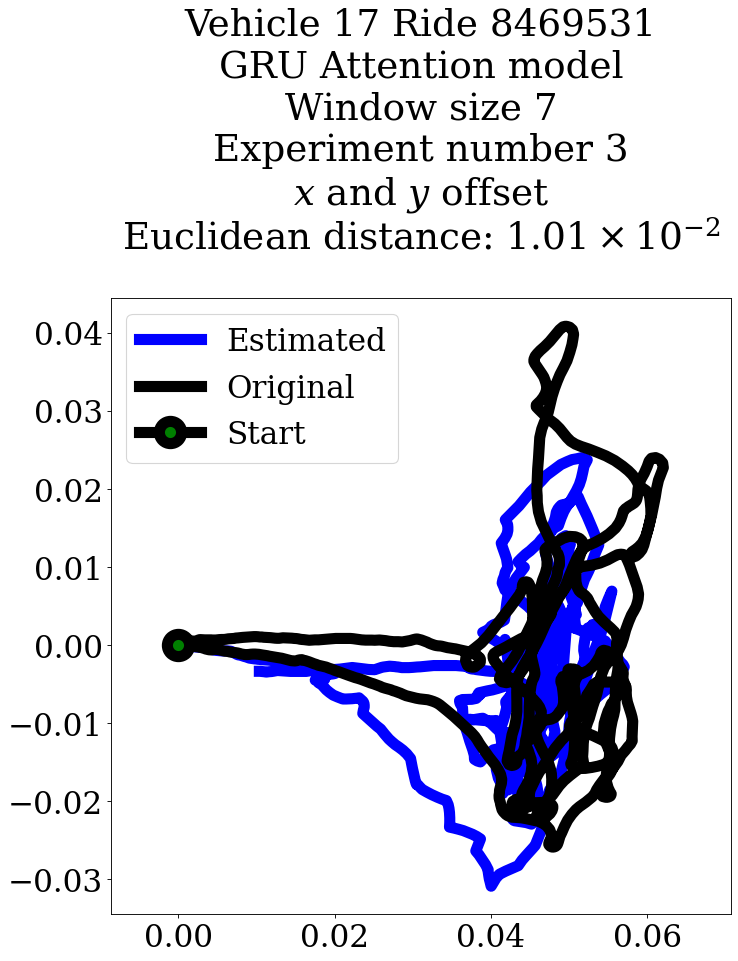 Vehicle 17 Ride 8469531
GRU Attention model
Window size 7
Experiment number 3
x and y offset
Euclidean distance: 1.01 × 10⁻²
Estimated
Original
Start
0.04
0.03
0.02
0.01
0.00
−0.01
−0.02
−0.03
0.00 0.02 0.04 0.06